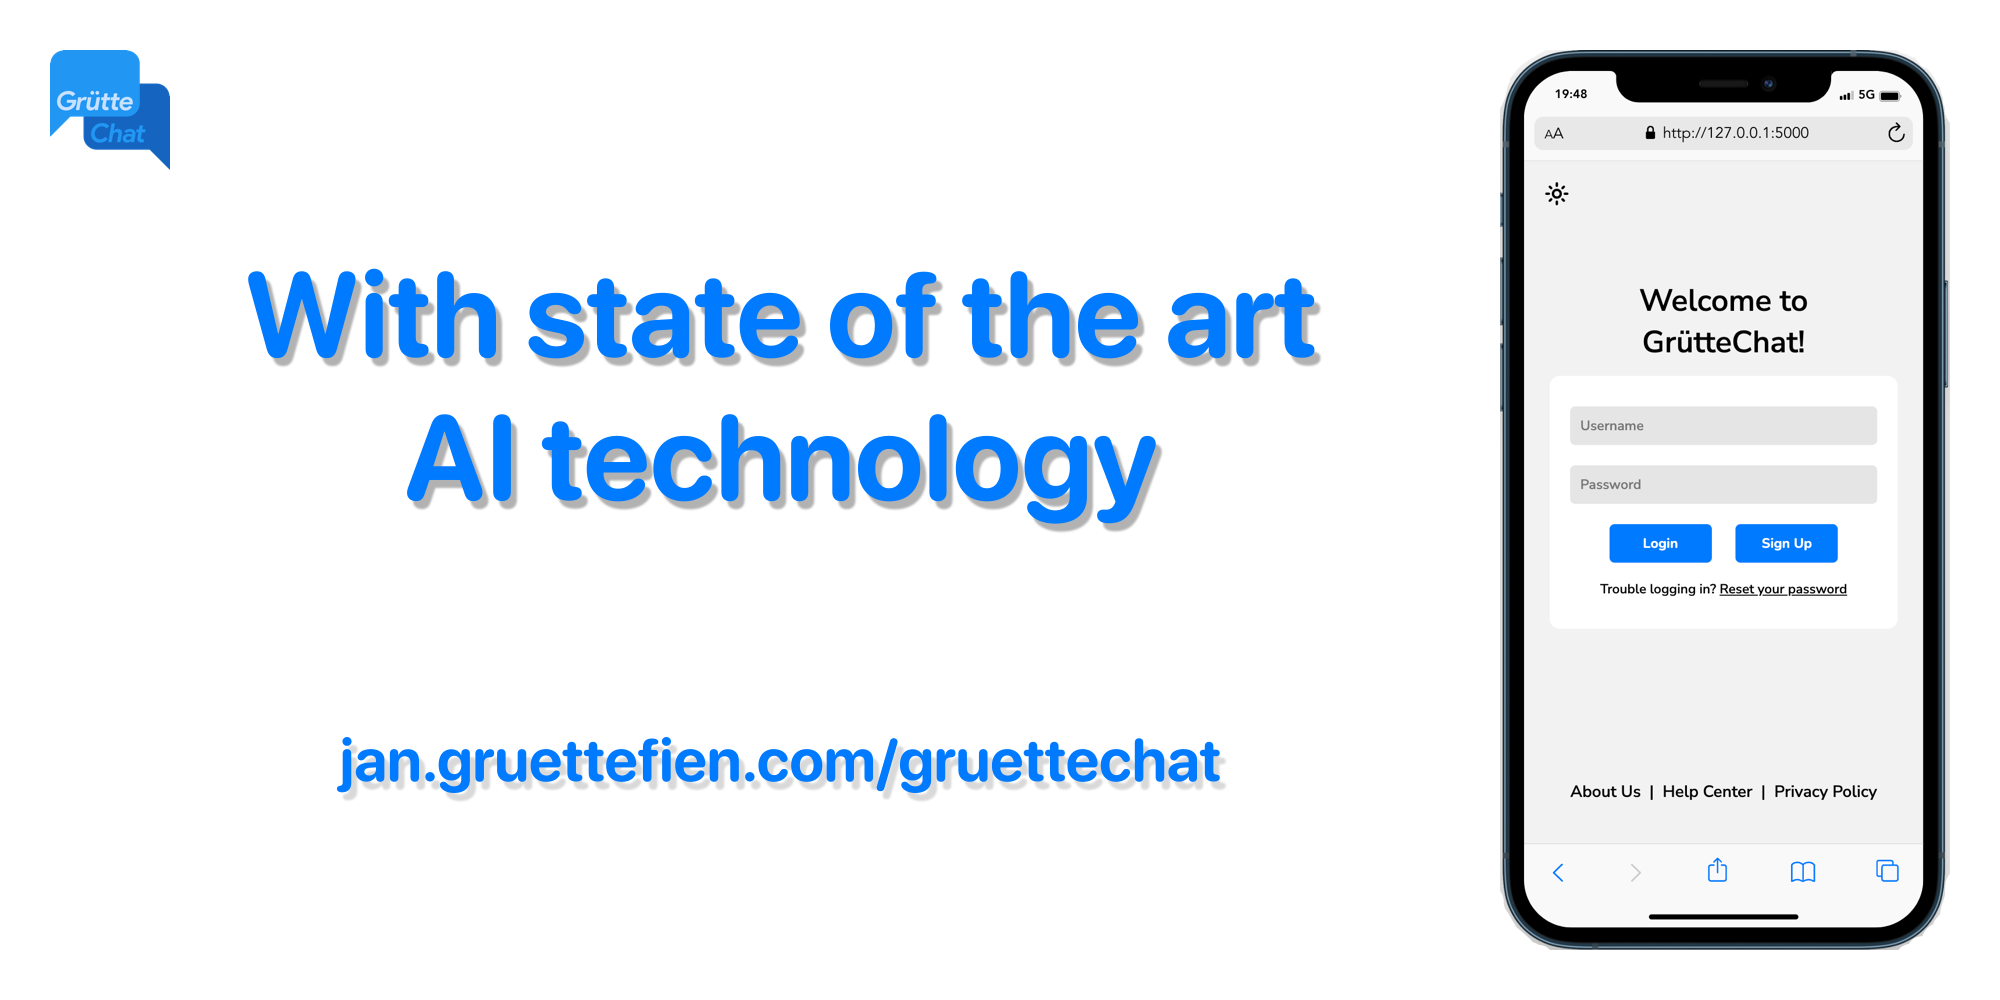 Grütte
Chat
With state of the art
AI technology
jan.gruettefien.com/gruettechat
19:48
5G
AA
http://127.0.0.1:5000
Welcome to
GrütteChat!
Username
Password
Login
Sign Up
Trouble logging in? Reset your password
About Us | Help Center | Privacy Policy